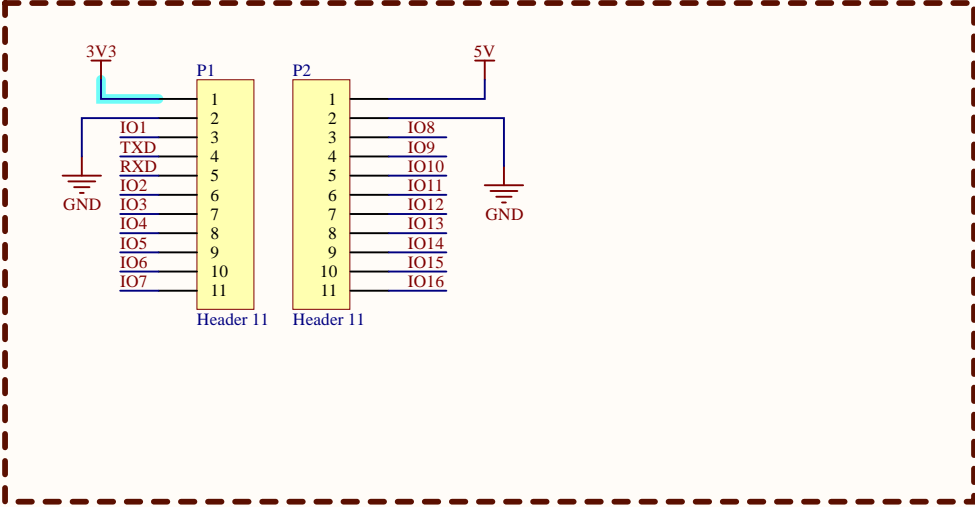 3V3 5V
P1 P2
1 1
2 2
IO1 3 3 IO8
TXD 4 4 IO9
RXD 5 5 IO10
IO2 6 6 IO11
IO3 7 7 IO12
GND GND
IO4 8 8 IO13
IO5 9 9 IO14
IO6 10 10 IO15
IO7 11 11 IO16
Header 11 Header 11